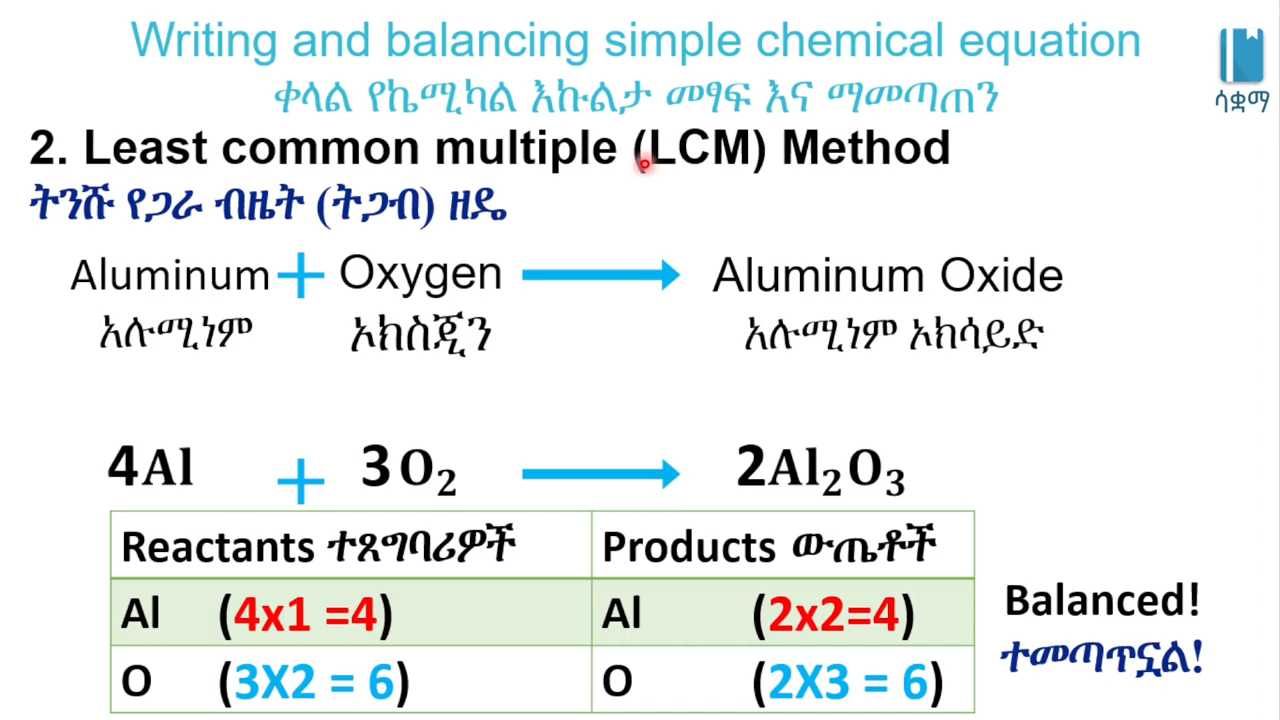 Writing and balancing simple chemical equation
ቀላል የኬሚካል እኩልታ መፃፍ እና ማመጣጠን
ሳቋማ
2. Least common multiple (LCM) Method
ትንሹ የጋራ ብዜት (ትጋብ) ዘዴ
Aluminum + Oxygen → Aluminum Oxide
አሉሚነም ኦክስጂን አሉሚነም ኦክሳይድ
4Al + 3O₂ → 2Al₂O₃
Reactants ተጸግባሪዎች Products ውጤቶች
Al (4x1 =4) Al (2x2=4)
O (3X2 = 6) O (2X3 = 6)
Balanced!
ተመጣጥኗል!